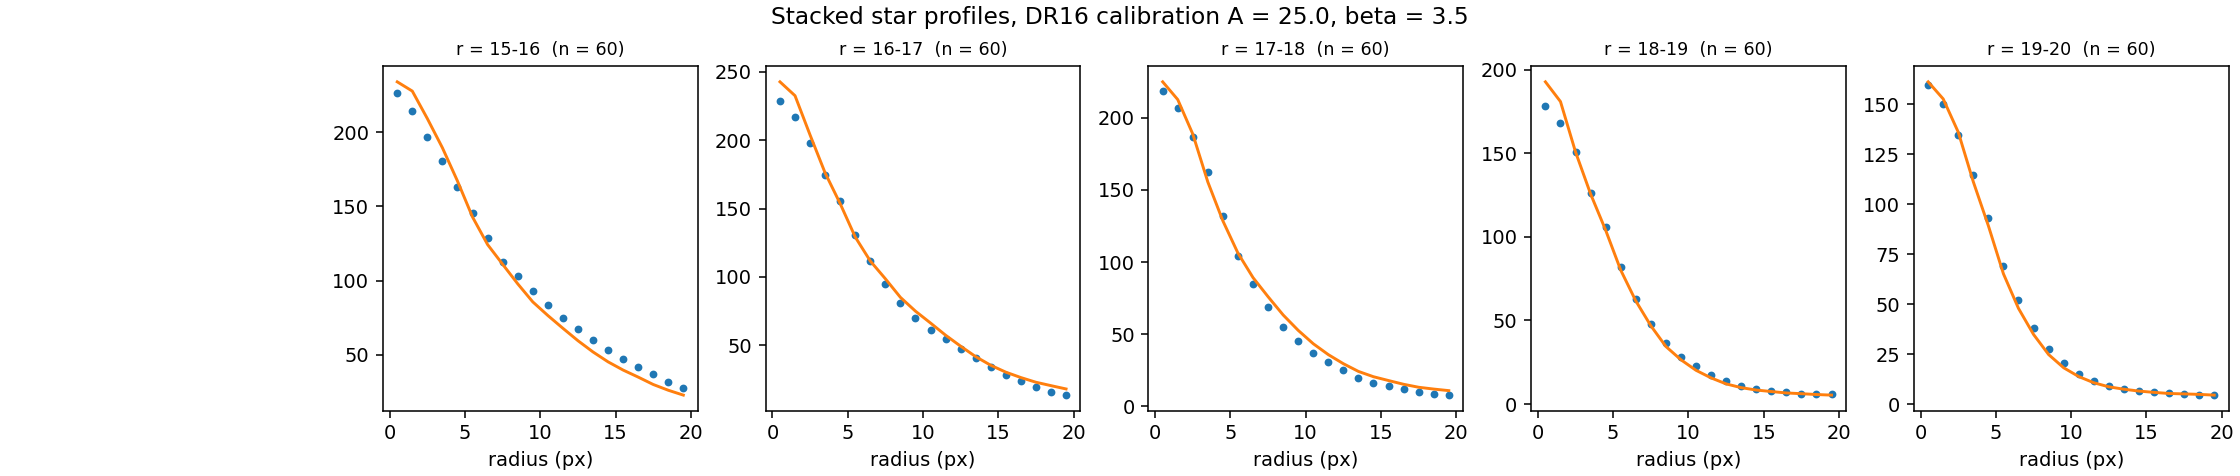 Stacked star profiles, DR16 calibration A = 25.0, beta = 3.5
r = 15-16 (n = 60)
r = 16-17 (n = 60)
r = 17-18 (n = 60)
r = 18-19 (n = 60)
r = 19-20 (n = 60)
200
150
100
50
0 5 10 15 20
radius (px)
250
200
150
100
50
0 5 10 15 20
radius (px)
200
150
100
50
0
0 5 10 15 20
radius (px)
200
150
100
50
0
0 5 10 15 20
radius (px)
150
125
100
75
50
25
0
0 5 10 15 20
radius (px)